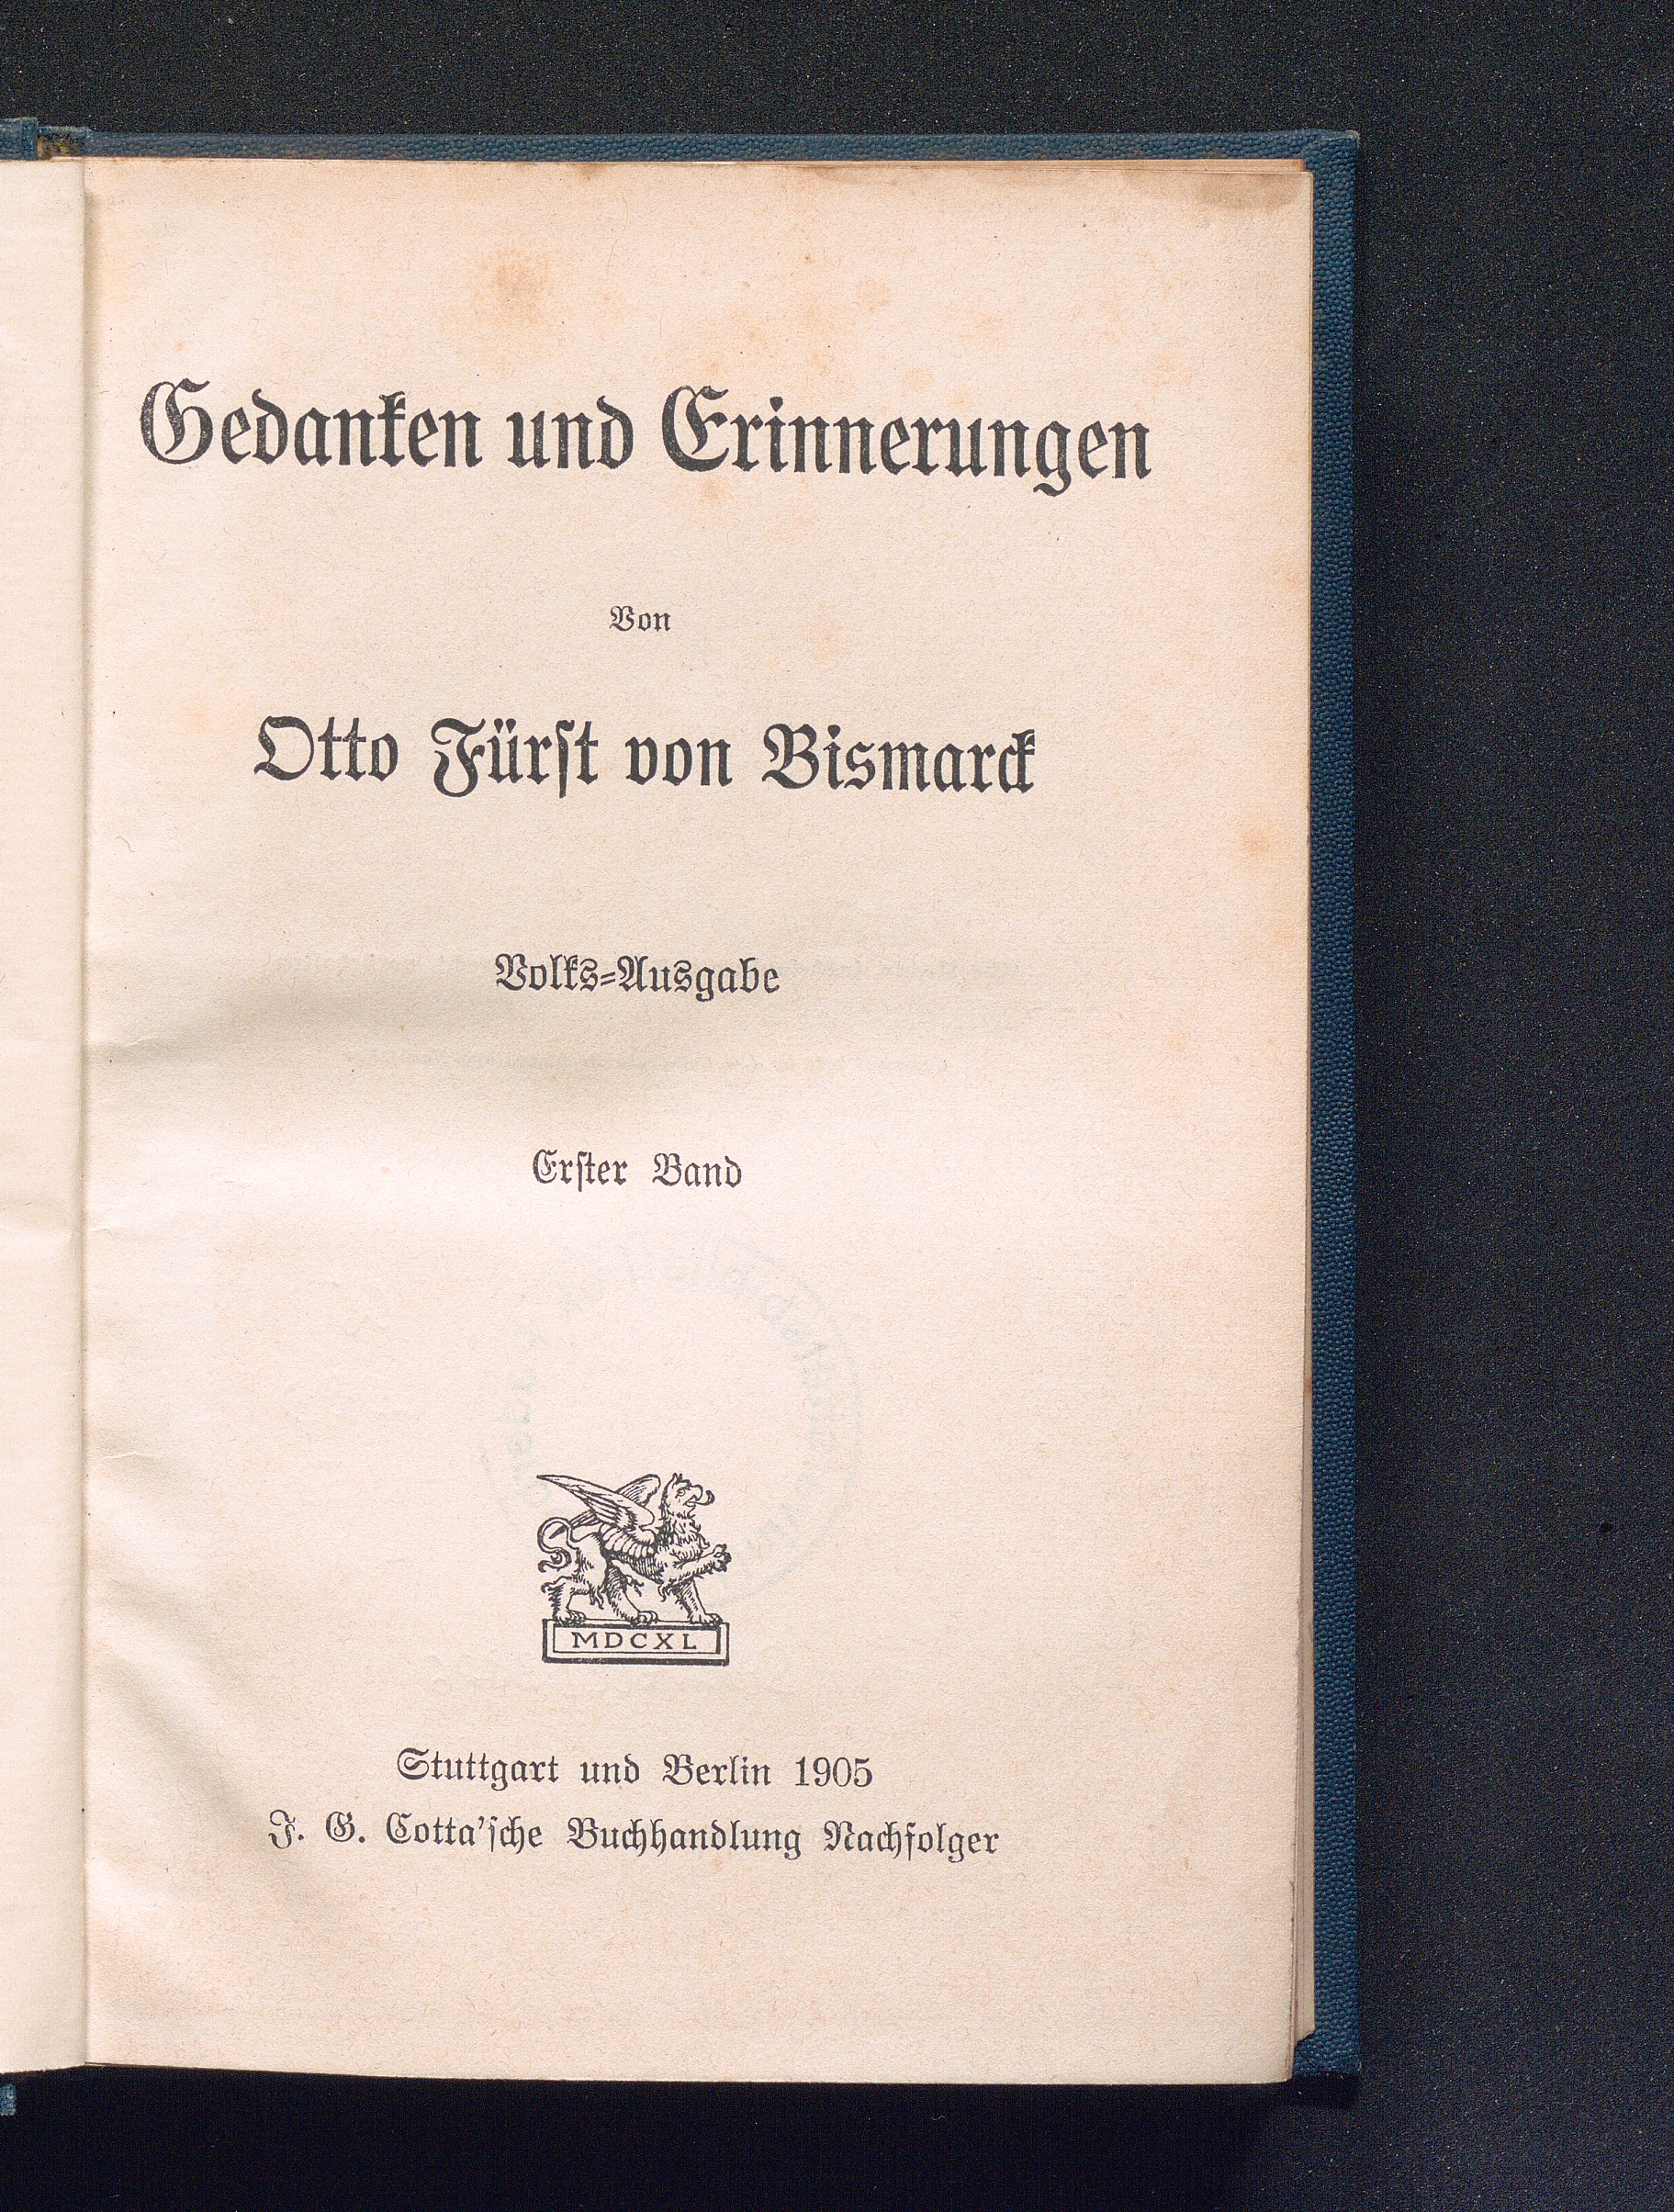 Gedanken und Erinnerungen
Von
Otto Fürst von Bismarck
Volks-Ausgabe
Erster Band
MDCXL
Stuttgart und Berlin 1905
J. G. Cotta'sche Buchhandlung Nachfolger